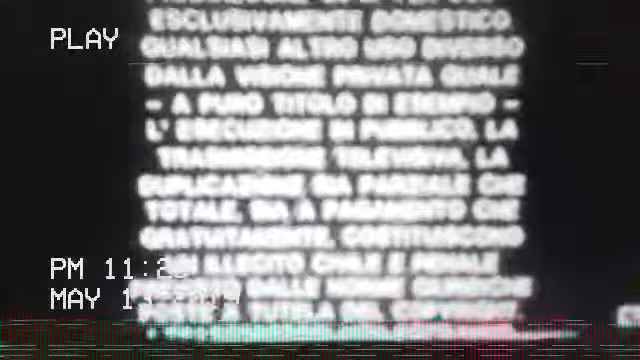 ESCLUSIVAMENTE DOMESTICO.
QUALSIASI ALTRO USO DIVERSO
PLAY
DALLA VISIONE PRIVATA QUALE
- A PURO TITOLO DI ESEMPIO -
L' ESECUZIONE IN PUBBLICO, LA
TRASMISSIONE TELEVISIVA, LA
DUPLICAZIONE SIA PARZIALE CHE
TOTALE, SIA A PAGAMENTO CHE
GRATUITAMENTE, COSTITUISCONO
ILLECITO CIVILE E PENALE
PM 11:2
DALLE NORME GIURIDICHE
MAY 1
TUTELA DEL